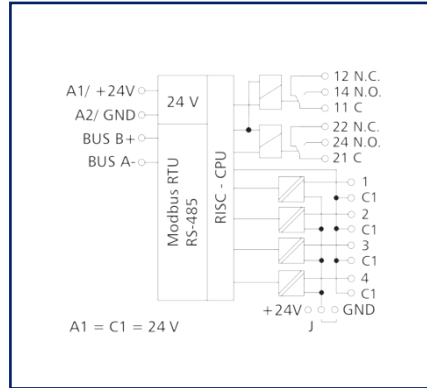 A1/ +24V
A2/ GND
BUS B+
BUS A-
24 V
Modbus RTU
RS-485
RISC - CPU
12 N.C.
14 N.O.
11 C
22 N.C.
24 N.O.
21 C
1
C1
2
C1
3
C1
4
C1
+24V
GND
J
A1 = C1 = 24 V